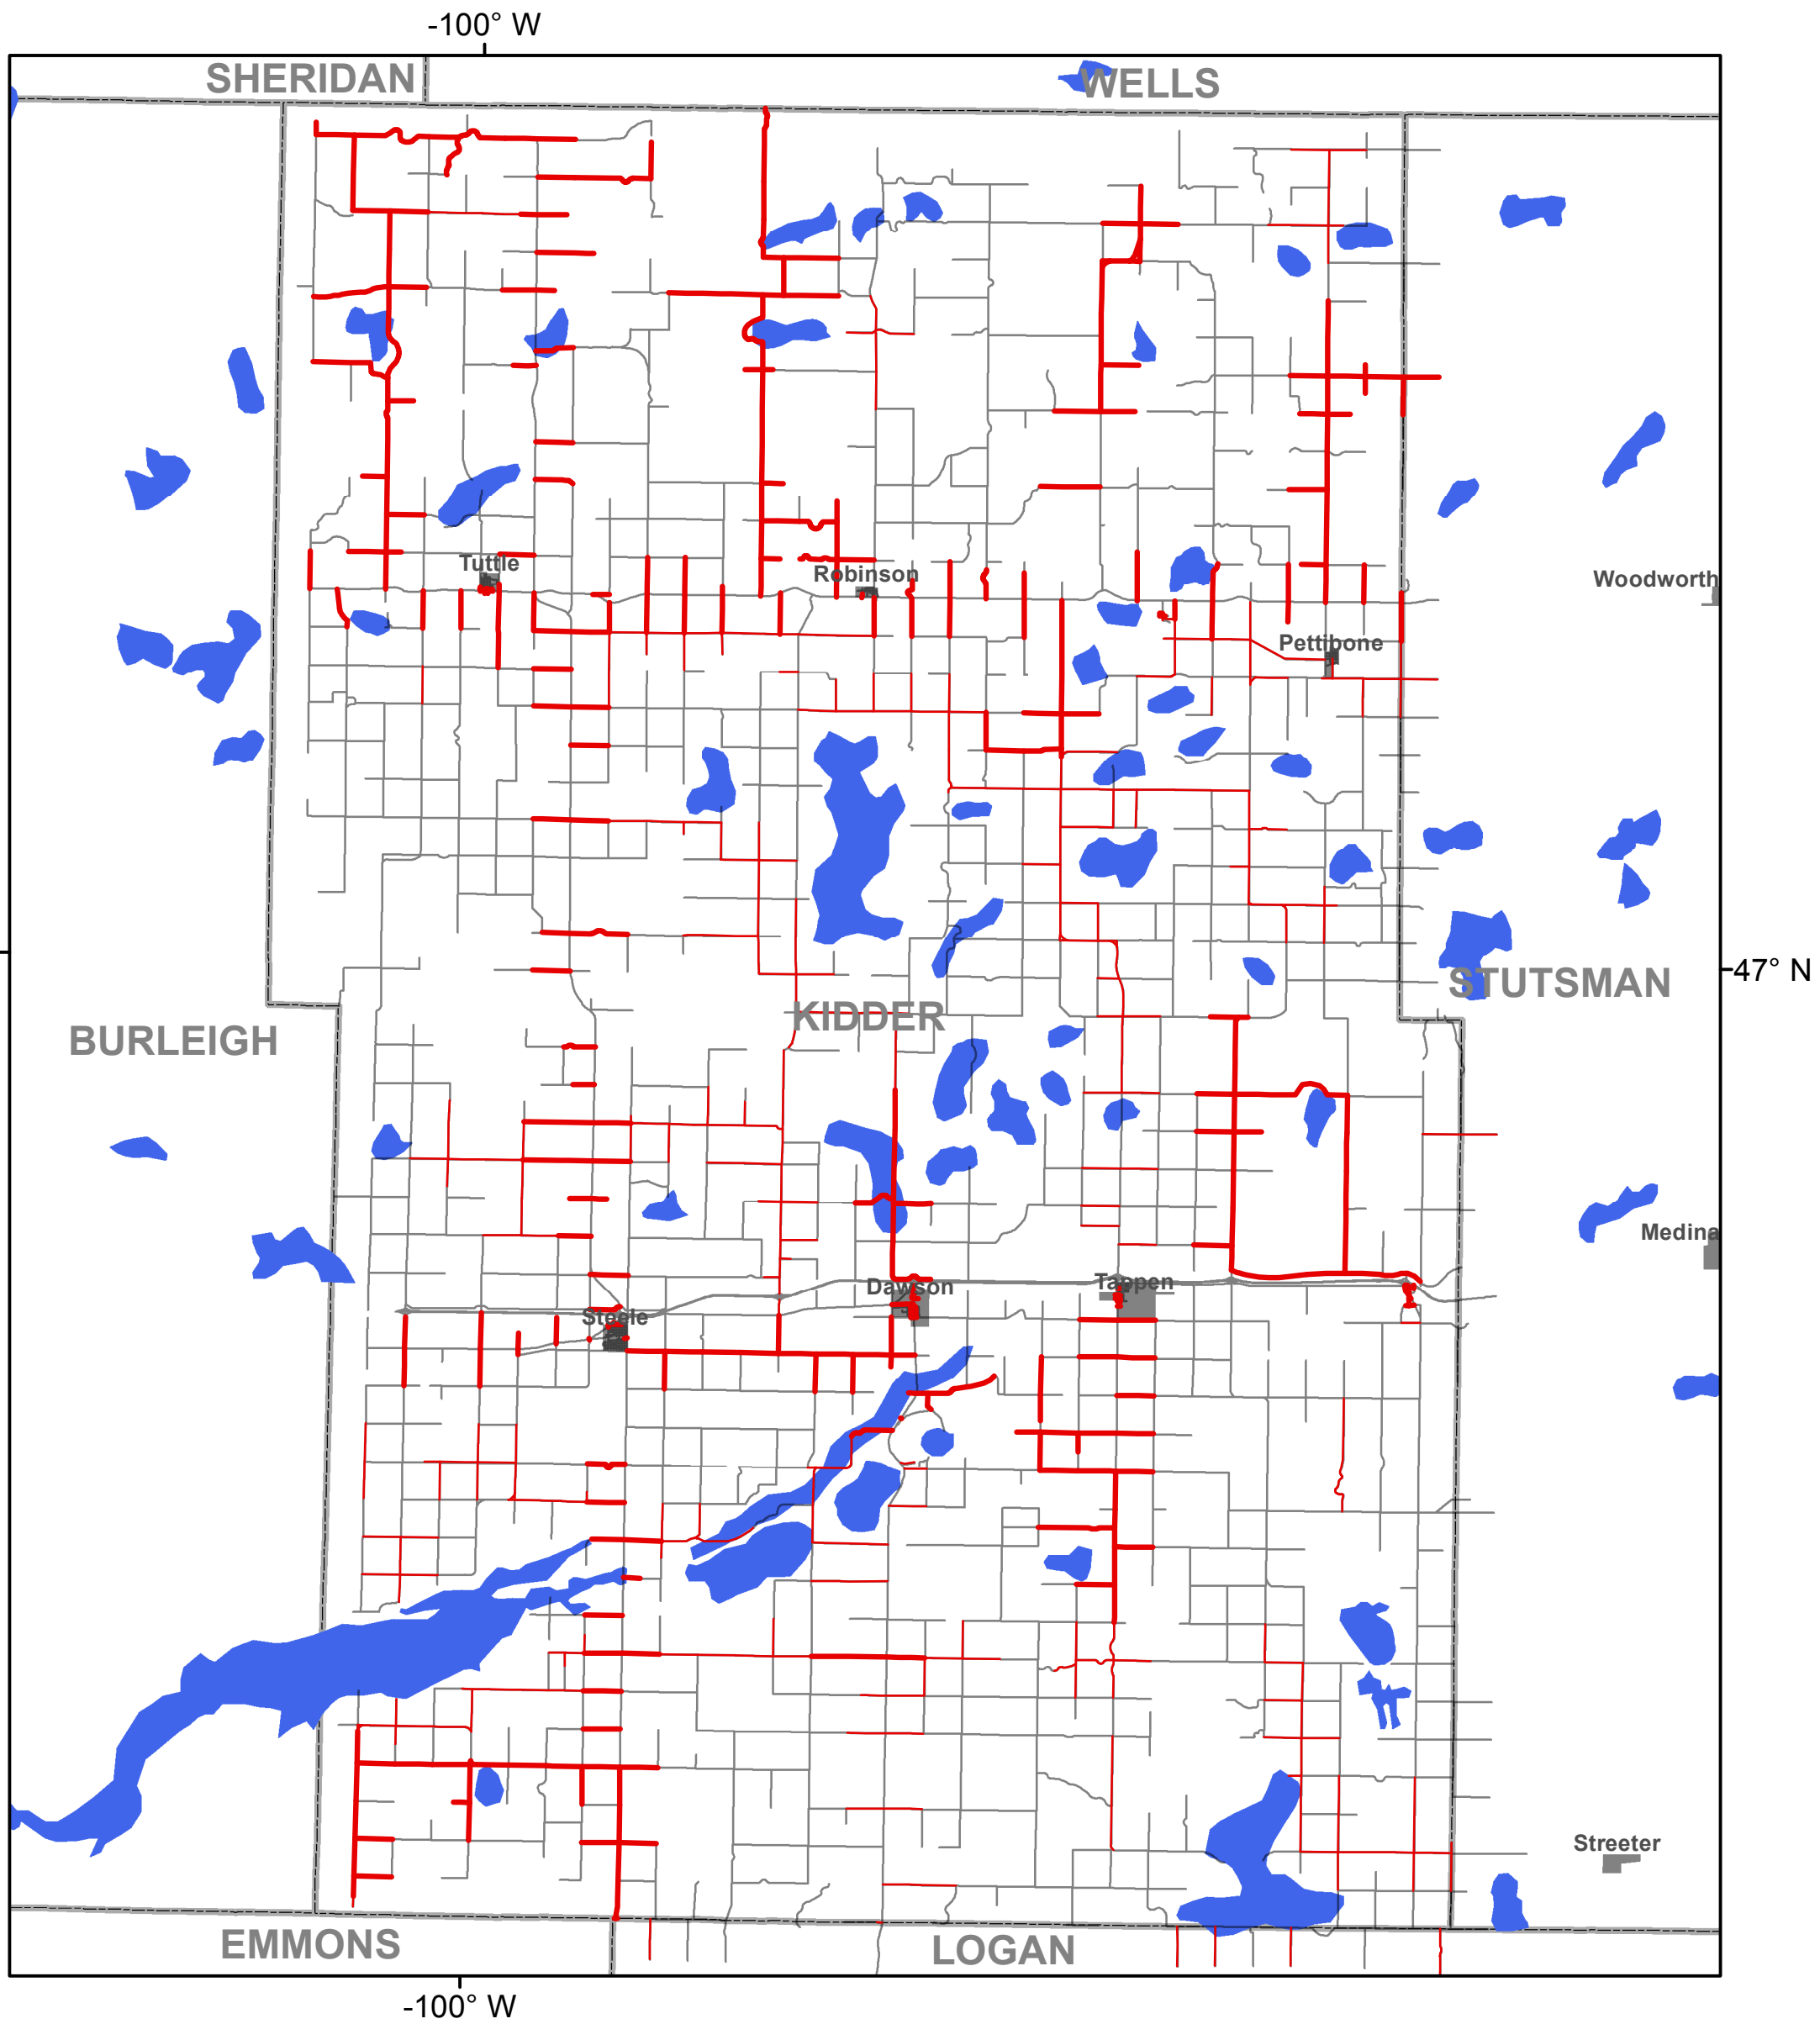 -100° W
SHERIDAN
WELLS
Tuttle
Robinson
Woodworth
Pettibone
47° N
STUTSMAN
KIDDER
BURLEIGH
Medina
Dawson
Tappen
Steele
Streeter
EMMONS
LOGAN
-100° W